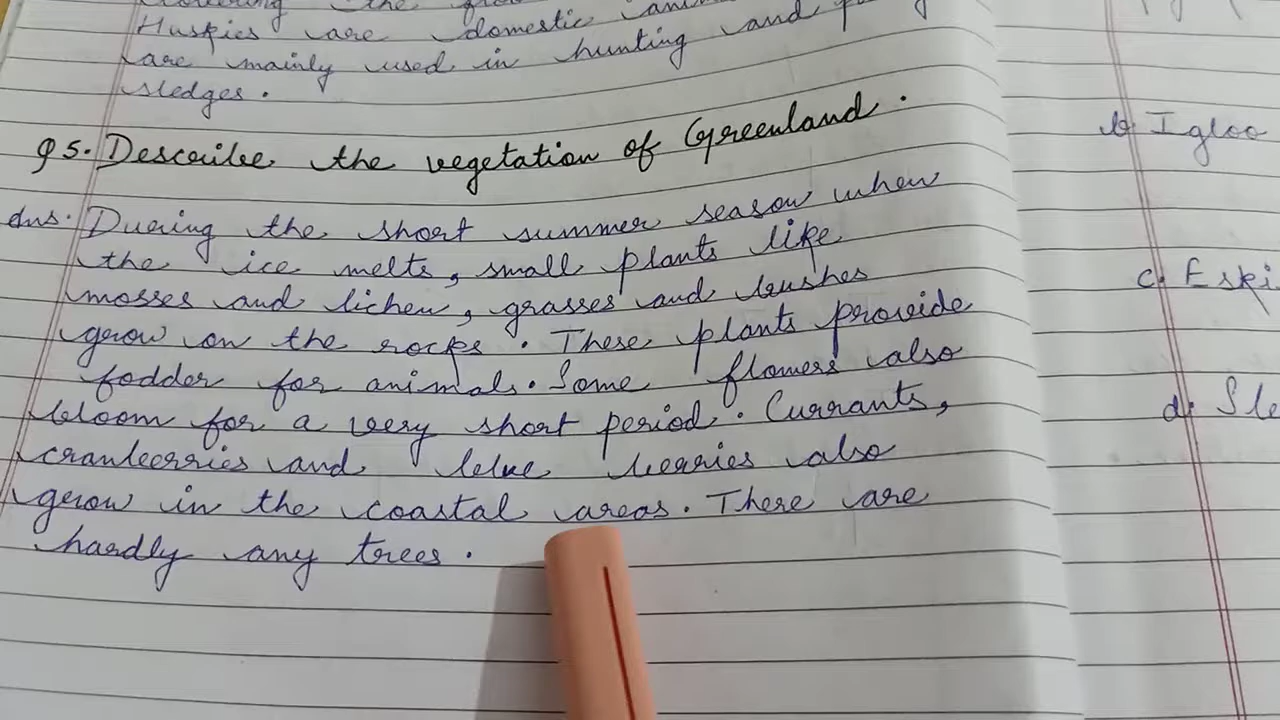 the
Huskies are domestic
are mainly used in hunting and
sledges.
Q5. Describe the vegetation of Greenland.
Ans. During the short summer season when
the ice melts, small plants like
mosses and lichen, grasses and bushes
grow on the rocks. These plants provide
fodder for animals. Some flowers also
bloom for a very short period. Currants,
cranberries and blue berries also
grow in the coastal areas. There are
hardly any trees.
b. Igloo
c. Eski
d. Sle